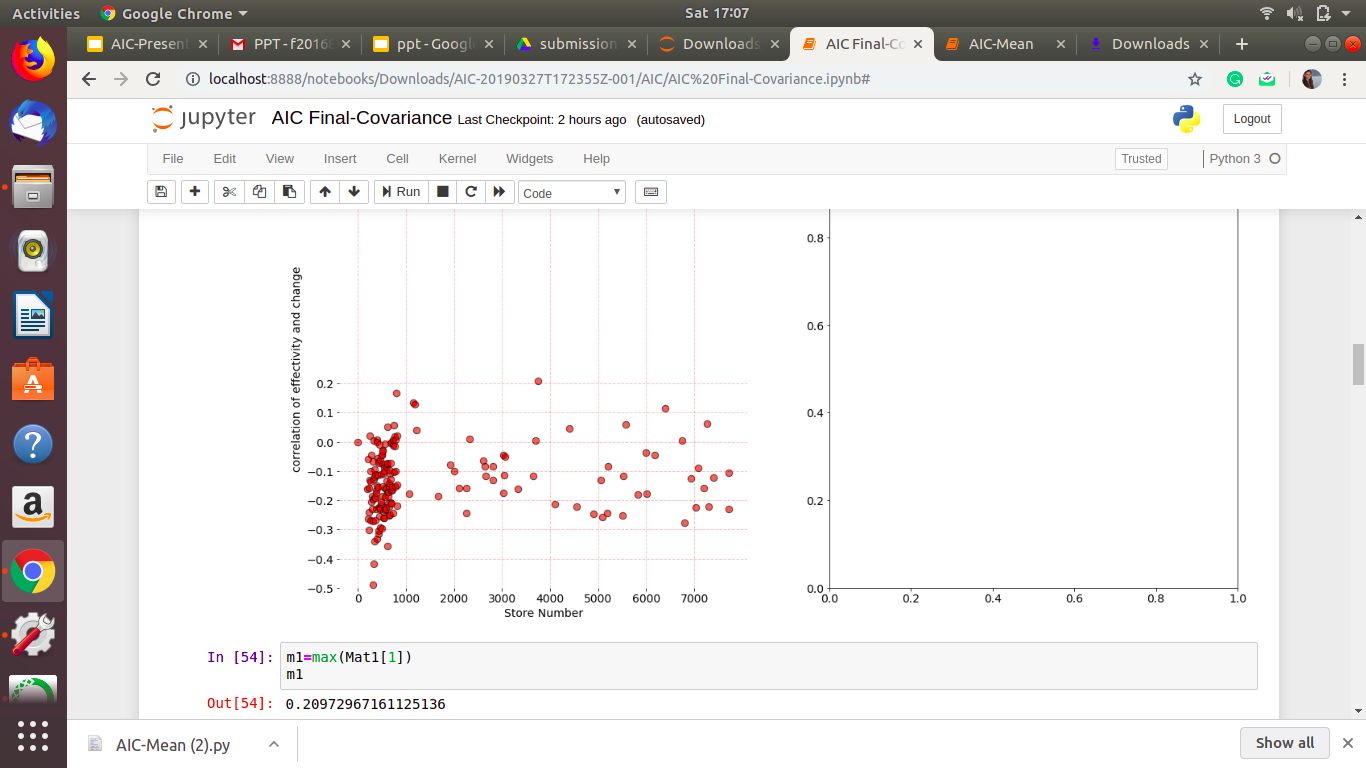 Activities Google Chrome Sat 17:07
AIC-Presen PPT - f2016 ppt - Googl submission Downloads AIC Final-Co AIC-Mean Downloads
localhost:8888/notebooks/Downloads/AIC-20190327T172355Z-001/AIC/AIC%20Final-Covariance.ipynb#
jupyter AIC Final-Covariance Last Checkpoint: 2 hours ago (autosaved) Logout
File Edit View Insert Cell Kernel Widgets Help Trusted Python 3
Run Code
correlation of effectivity and change
0.2
0.1
0.0
−0.1
−0.2
−0.3
−0.4
−0.5
0 1000 2000 3000 4000 5000 6000 7000
Store Number
0.8
0.6
0.4
0.2
0.0
0.0 0.2 0.4 0.6 0.8 1.0
In [54]: m1=max(Mat1[1])
m1
Out[54]: 0.20972967161125136
AIC-Mean (2).py Show all